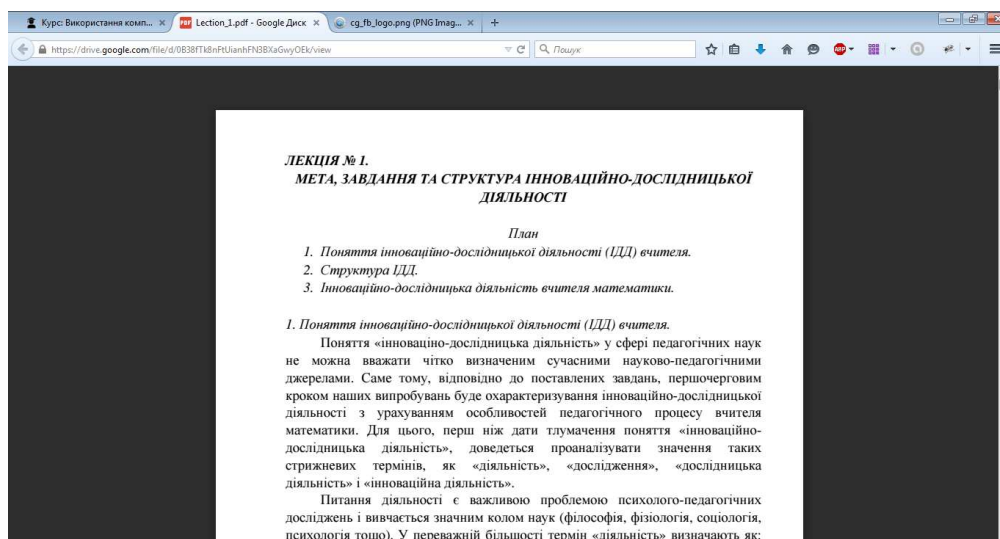 Курс: Використання комп...
Lection_1.pdf - Google Диск
cg_fb_logo.png (PNG Imag...
https://drive.google.com/file/d/0B38fTk8nFtUianhFN3BXaGwyOEk/view
Пошук
ABP
ЛЕКЦІЯ № 1.
МЕТА, ЗАВДАННЯ ТА СТРУКТУРА ІННОВАЦІЙНО-ДОСЛІДНИЦЬКОЇ
ДІЯЛЬНОСТІ
План
1. Поняття інноваційно-дослідницької діяльності (ІДД) вчителя.
2. Структура ІДД.
3. Інноваційно-дослідницька діяльність вчителя математики.
1. Поняття інноваційно-дослідницької діяльності (ІДД) вчителя.
Поняття «інноваціно-дослідницька діяльність» у сфері педагогічних наук
не можна вважати чітко визначеним сучасними науково-педагогічними
джерелами. Саме тому, відповідно до поставлених завдань, першочерговим
кроком наших випробувань буде охарактеризування інноваційно-дослідницької
діяльності з урахуванням особливостей педагогічного процесу вчителя
математики. Для цього, перш ніж дати тлумачення поняття «інноваційно-
дослідницька діяльність», доведеться проаналізувати значення таких
стрижневих термінів, як «діяльність», «дослідження», «дослідницька
діяльність» і «інноваційна діяльність».
Питання діяльності є важливою проблемою психолого-педагогічних
досліджень і вивчається значним колом наук (філософія, фізіологія, соціологія,
психологія тощо). У переважній більшості термін «діяльність» визначають як: